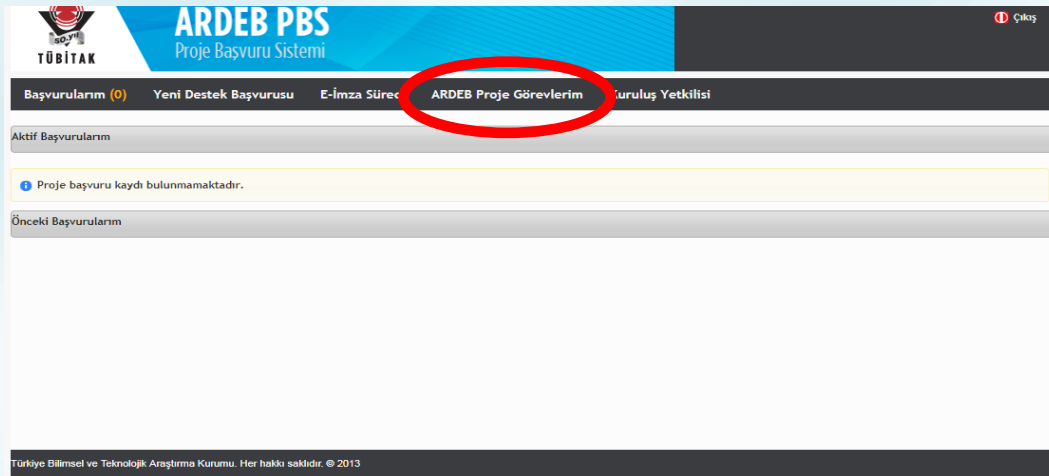 50.yıl
TÜBİTAK
ARDEB PBS
Proje Başvuru Sistemi
Çıkış
Başvurularım (0) Yeni Destek Başvurusu E-İmza ARDEB Proje Görevlerim Yetkilisi
Aktif Başvurularım
Proje başvuru kaydı bulunmamaktadır.
Önceki Başvurularım
Türkiye Bilimsel ve Teknolojik Araştırma Kurumu. Her hakkı saklıdır. © 2013